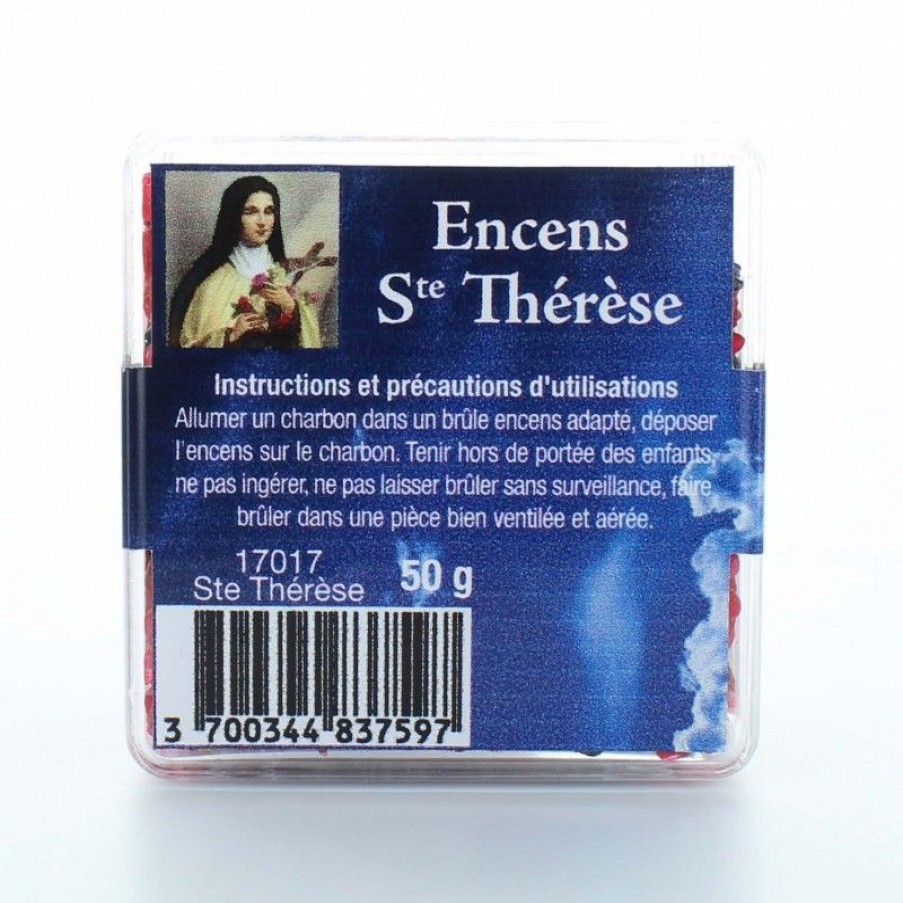 Encens
Ste Thérèse
Instructions et précautions d'utilisations
Allumer un charbon dans un brûle encens adapté, déposer
l'encens sur le charbon. Tenir hors de portée des enfants,
ne pas ingérer, ne pas laisser brûler sans surveillance, faire
brûler dans une pièce bien ventilée et aérée.
17017
Ste Thérèse
50 g
3 700344 837597